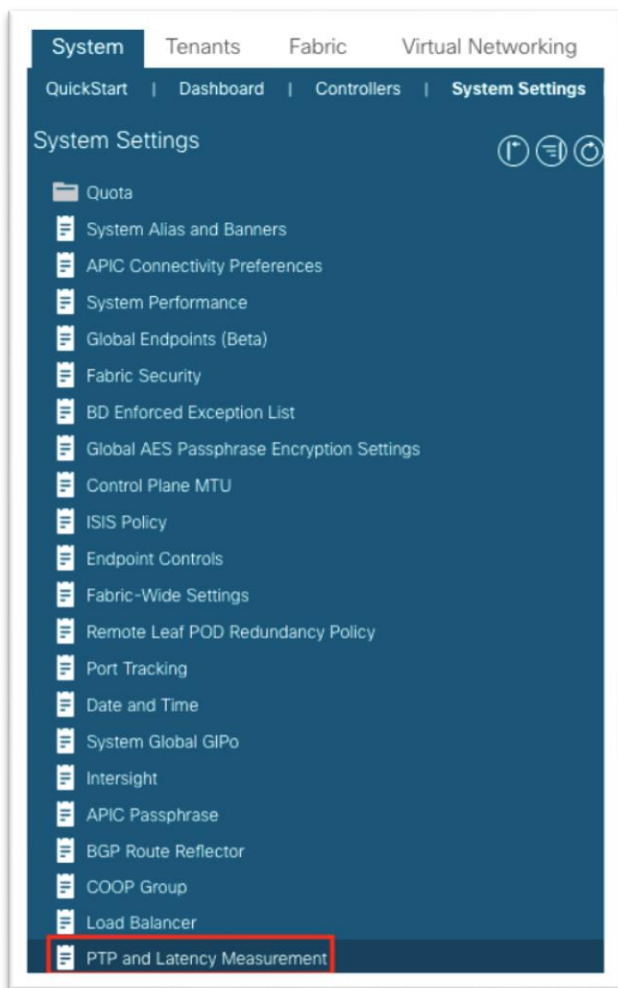 System Tenants Fabric Virtual Networking
QuickStart | Dashboard | Controllers | System Settings
System Settings
Quota
System Alias and Banners
APIC Connectivity Preferences
System Performance
Global Endpoints (Beta)
Fabric Security
BD Enforced Exception List
Global AES Passphrase Encryption Settings
Control Plane MTU
ISIS Policy
Endpoint Controls
Fabric-Wide Settings
Remote Leaf POD Redundancy Policy
Port Tracking
Date and Time
System Global GIPo
Intersight
APIC Passphrase
BGP Route Reflector
COOP Group
Load Balancer
PTP and Latency Measurement